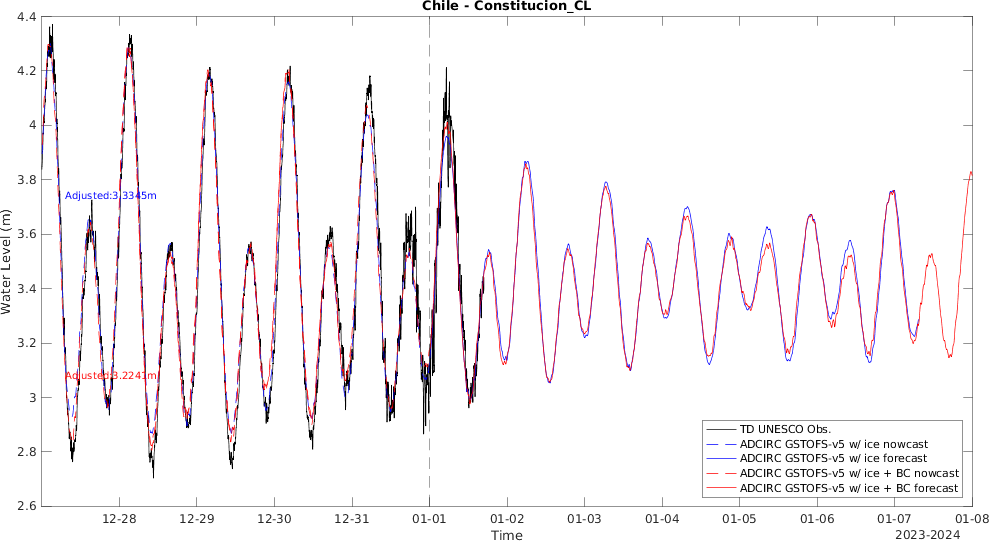 Chile - Constitucion_CL
Water Level (m)
4.4
4.2
4
3.8
3.6
3.4
3.2
3
2.8
2.6
Adjusted:3.3345m
Adjusted:3.2241m
TD UNESCO Obs.
ADCIRC GSTOFS-v5 w/ ice nowcast
ADCIRC GSTOFS-v5 w/ ice forecast
ADCIRC GSTOFS-v5 w/ ice + BC nowcast
ADCIRC GSTOFS-v5 w/ ice + BC forecast
12-28 12-29 12-30 12-31 01-01 01-02 01-03 01-04 01-05 01-06 01-07 01-08
Time
2023-2024